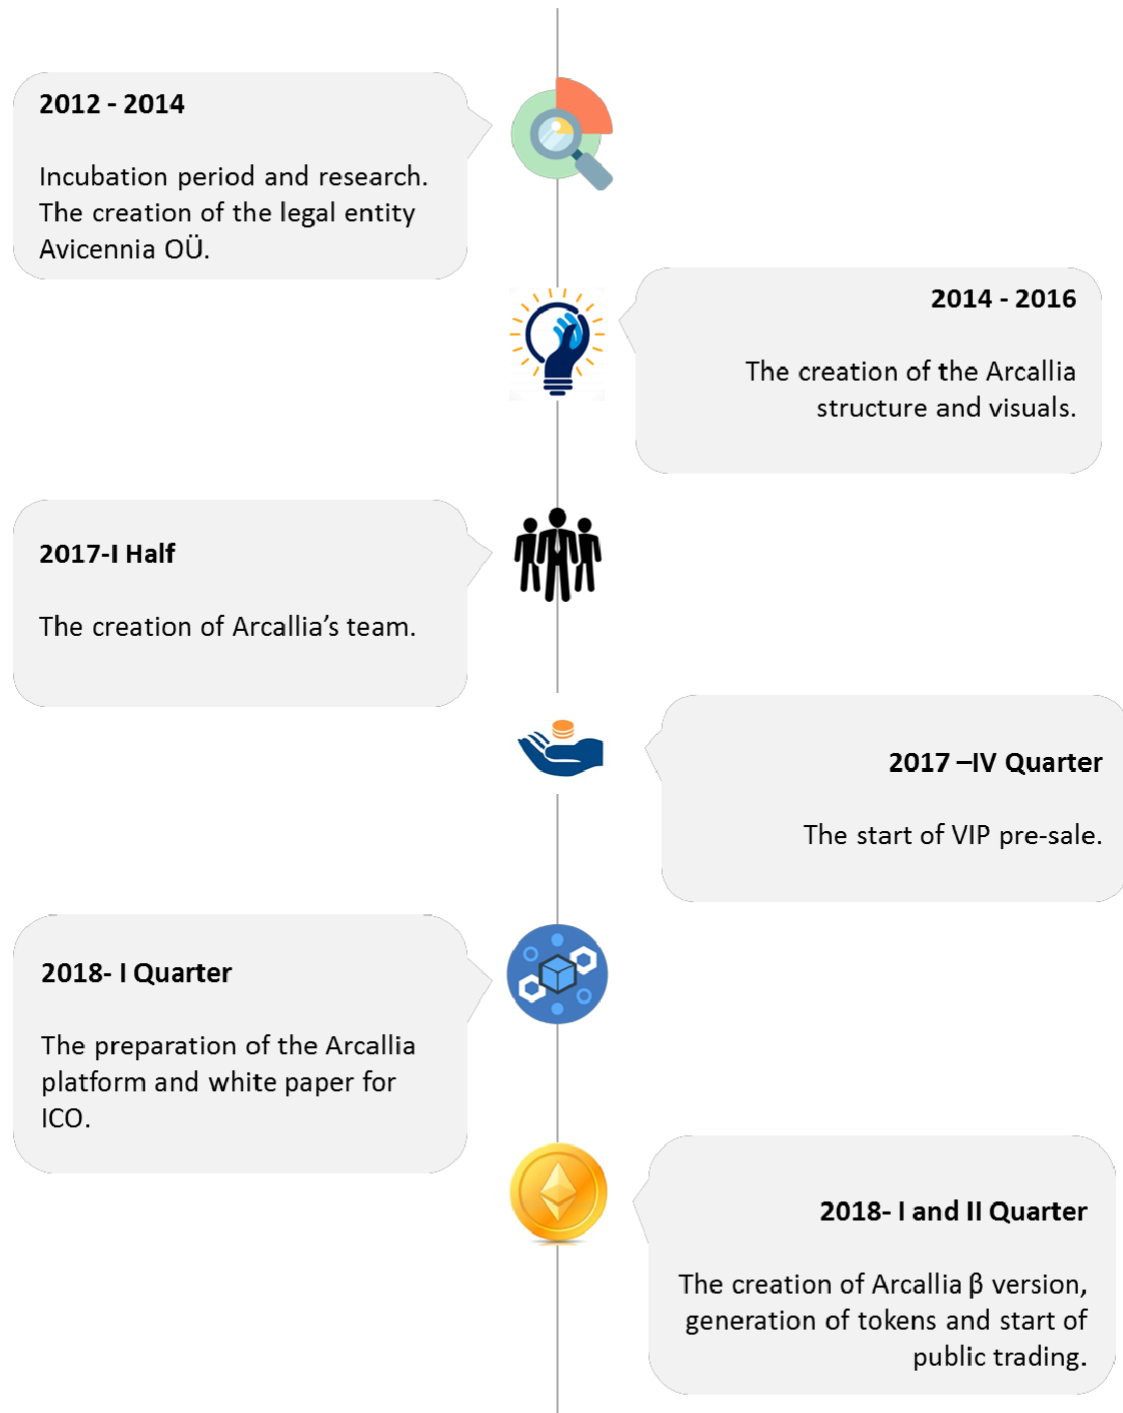 2012 - 2014
Incubation period and research.
The creation of the legal entity
Avicennia OÜ.
2014 - 2016
The creation of the Arcallia
structure and visuals.
2017-I Half
The creation of Arcallia’s team.
2017 –IV Quarter
The start of VIP pre-sale.
2018- I Quarter
The preparation of the Arcallia
platform and white paper for
ICO.
2018- I and II Quarter
The creation of Arcallia β version,
generation of tokens and start of
public trading.